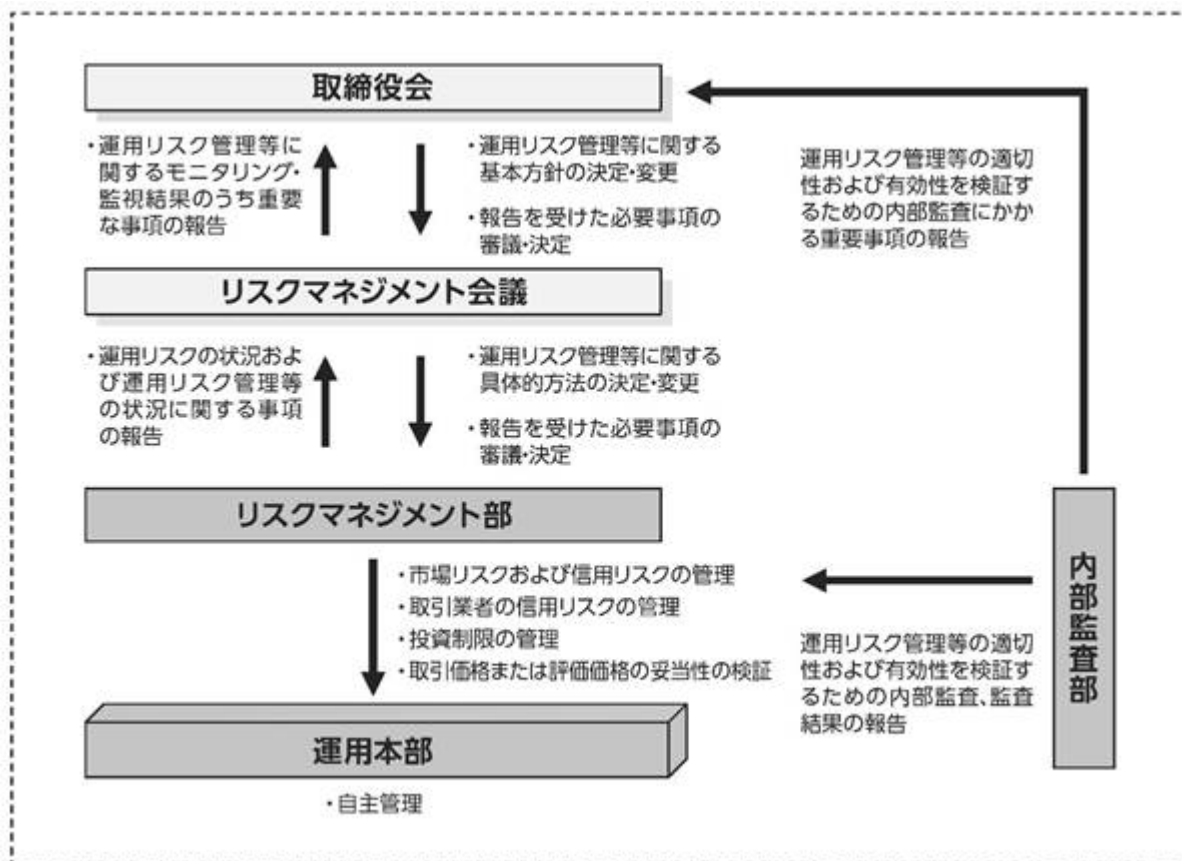 取締役会
・運用リスク管理等に
関するモニタリング・
監視結果のうち重要
な事項の報告
・運用リスク管理等に関する
基本方針の決定・変更
・報告を受けた必要事項の
審議・決定
運用リスク管理等の適切
性および有効性を検証す
るための内部監査にかか
る重要事項の報告
リスクマネジメント会議
・運用リスクの状況およ
び運用リスク管理等
の状況に関する事項
の報告
・運用リスク管理等に関する
具体的方法の決定・変更
・報告を受けた必要事項の
審議・決定
リスクマネジメント部
・市場リスクおよび信用リスクの管理
・取引業者の信用リスクの管理
・投資制限の管理
・取引価格または評価価格の妥当性の検証
内部監査部
運用リスク管理等の適切
性および有効性を検証す
るための内部監査、監査
結果の報告
運用本部
・自主管理